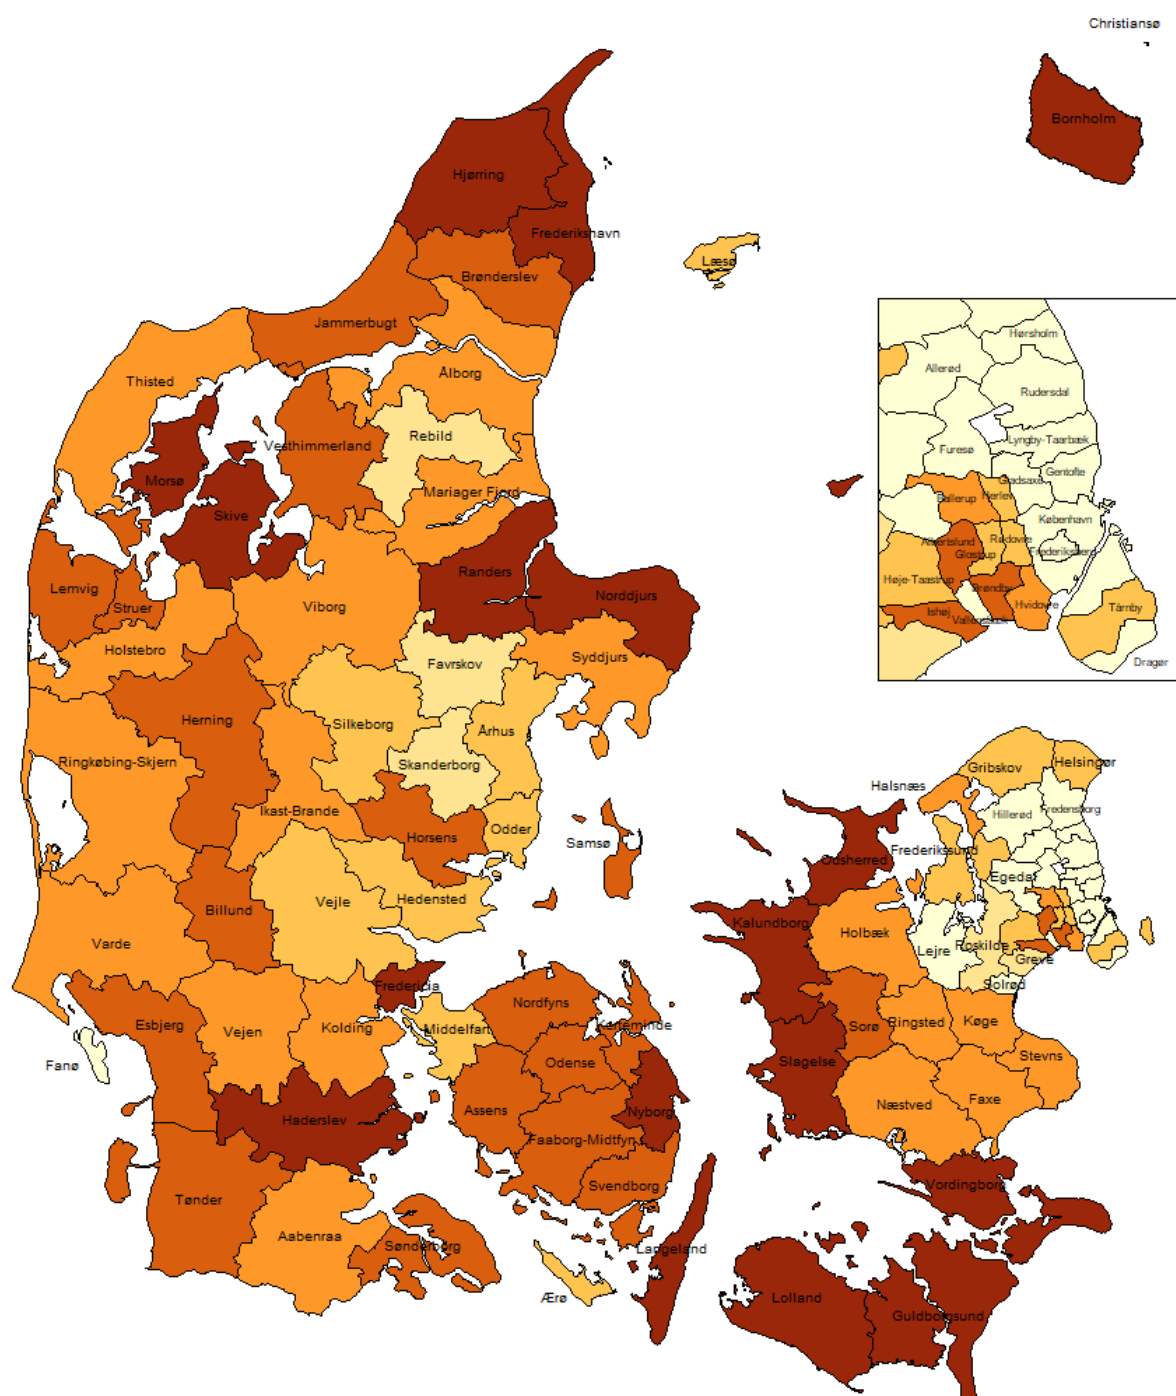 Christiansø
Bornholm
Hjørring
Frederikshavn
Læsø
Brønderslev
Jammerbugt
Thisted
Ålborg
Rebild
Vesthimmerland
Morsø
Mariager Fjord
Skive
Randers
Norddjurs
Lemvig
Struer
Viborg
Holstebro
Favrskov
Syddjurs
Herning
Silkeborg
Århus
Ringkøbing-Skjern
Skanderborg
Ikast-Brande
Horsens
Odder
Samsø
Billund
Vejle
Hedensted
Varde
Fredericia
Esbjerg
Vejen
Kolding
Middelfart
Nordfyns
Kerteminde
Fanø
Odense
Haderslev
Assens
Nyborg
Faaborg-Midtfyn
Tønder
Svendborg
Aabenraa
Sønderborg
Langeland
Ærø
Hørsholm
Allerød
Rudersdal
Furesø
Lyngby-Taarbæk
Gentofte
Gladsaxe
Ballerup
Herlev
København
Albertslund
Rødovre
Glostrup
Frederiksberg
Høje-Taastrup
Brøndby
Hvidovre
Ishøj
Vallensbæk
Tårnby
Dragør
Helsingør
Gribskov
Halsnæs
Fredensborg
Hillerød
Frederikssund
Odsherred
Egedal
Kalundborg
Holbæk
Lejre
Roskilde
Greve
Solrød
Sorø
Ringsted
Køge
Stevns
Slagelse
Næstved
Faxe
Vordingborg
Lolland
Guldborgsund